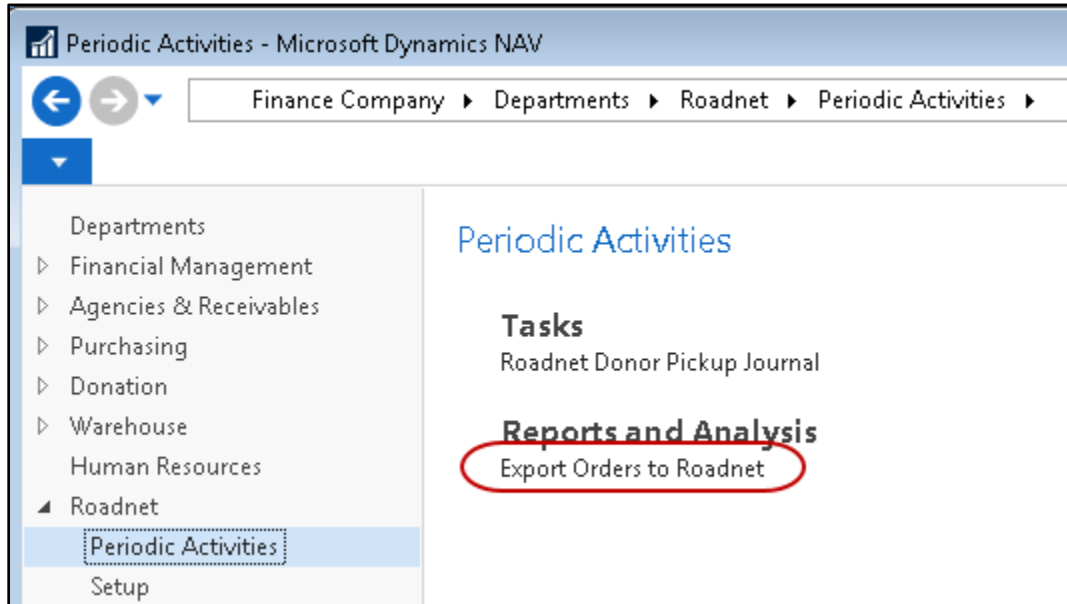 Periodic Activities - Microsoft Dynamics NAV
Finance Company Departments Roadnet Periodic Activities
Departments
Financial Management
Agencies & Receivables
Purchasing
Donation
Warehouse
Human Resources
Roadnet
Periodic Activities
Setup
Periodic Activities
Tasks
Roadnet Donor Pickup Journal
Reports and Analysis
Export Orders to Roadnet